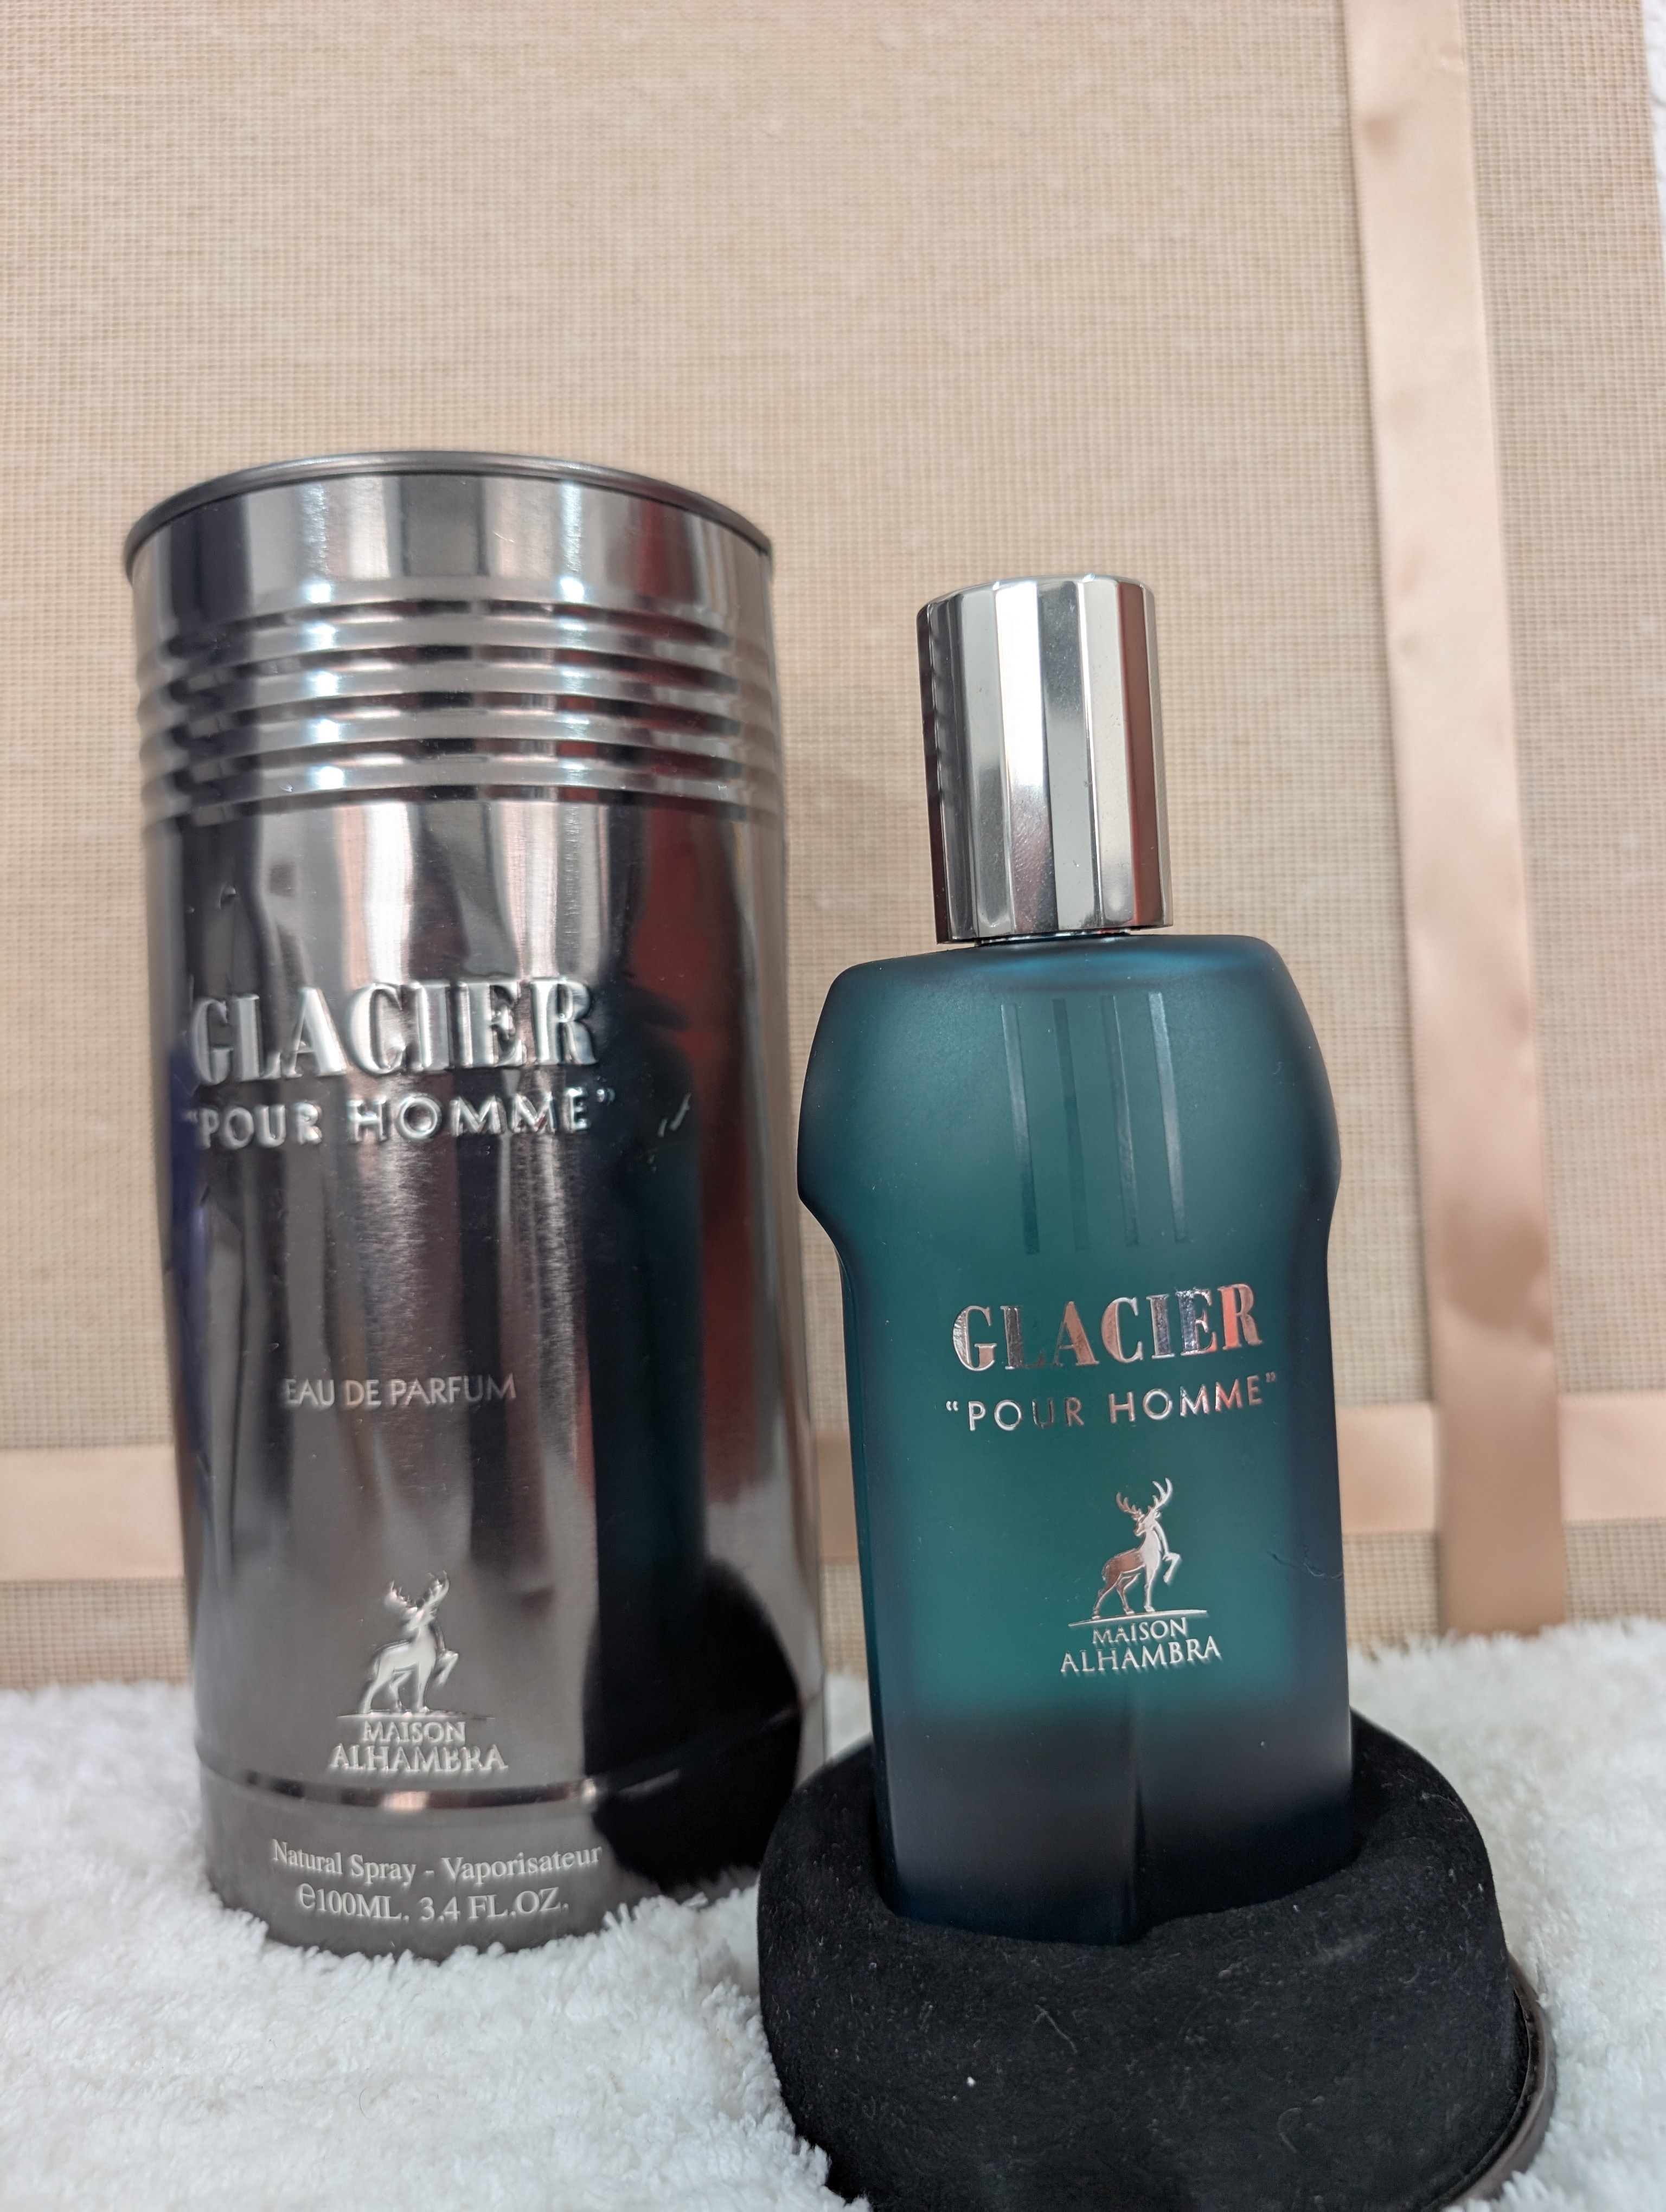 GLACIER
"POUR HOMME"
EAU DE PARFUM
MAISON
ALHAMBRA
Natural Spray - Vaporisateur
℮100ML. 3.4 FL.OZ.
GLACIER
"POUR HOMME"
MAISON
ALHAMBRA